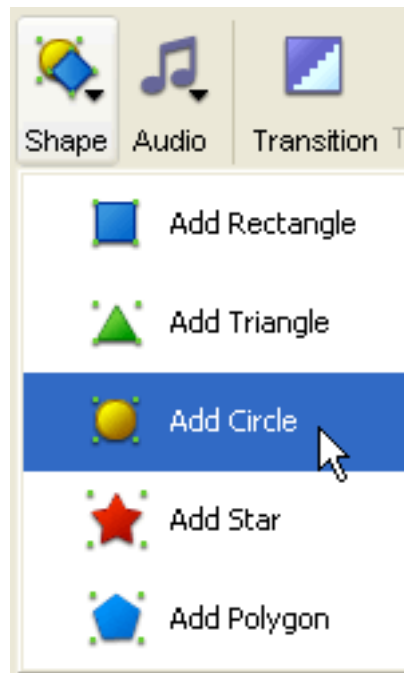 Shape Audio Transition T
Add Rectangle
Add Triangle
Add Circle
Add Star
Add Polygon